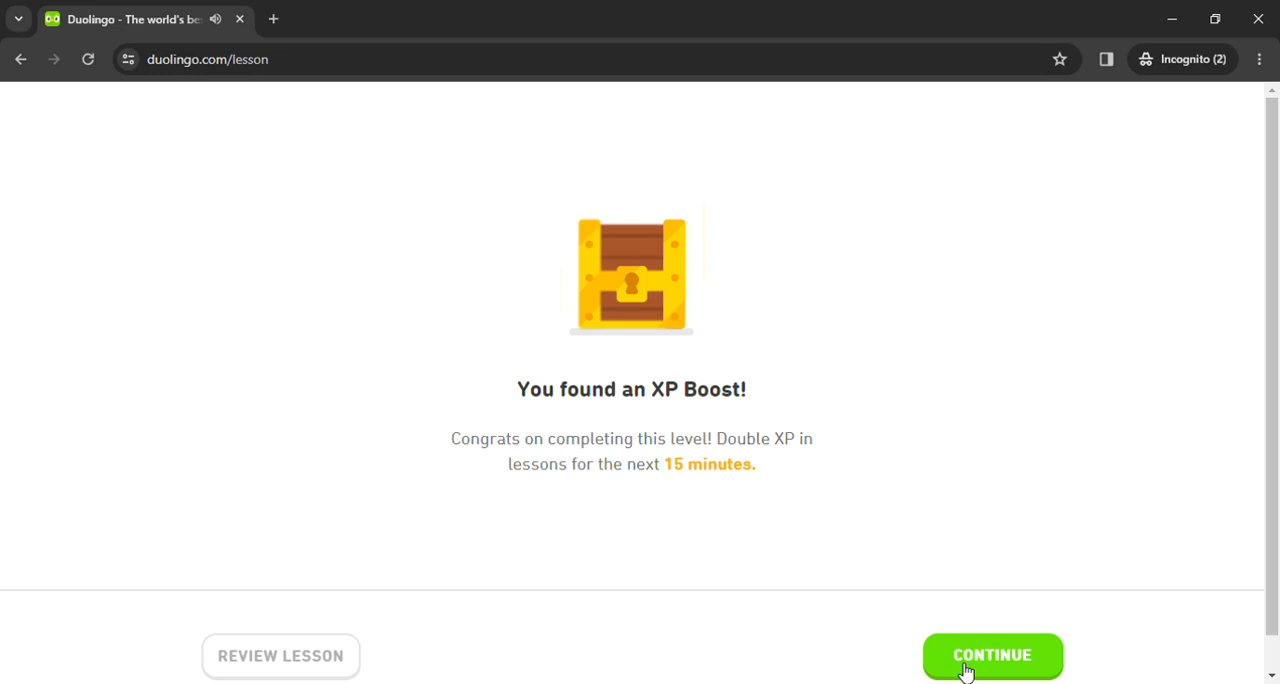 Duolingo - The world's be
duolingo.com/lesson
Incognito (2)
You found an XP Boost!
Congrats on completing this level! Double XP in
lessons for the next 15 minutes.
REVIEW LESSON
CONTINUE